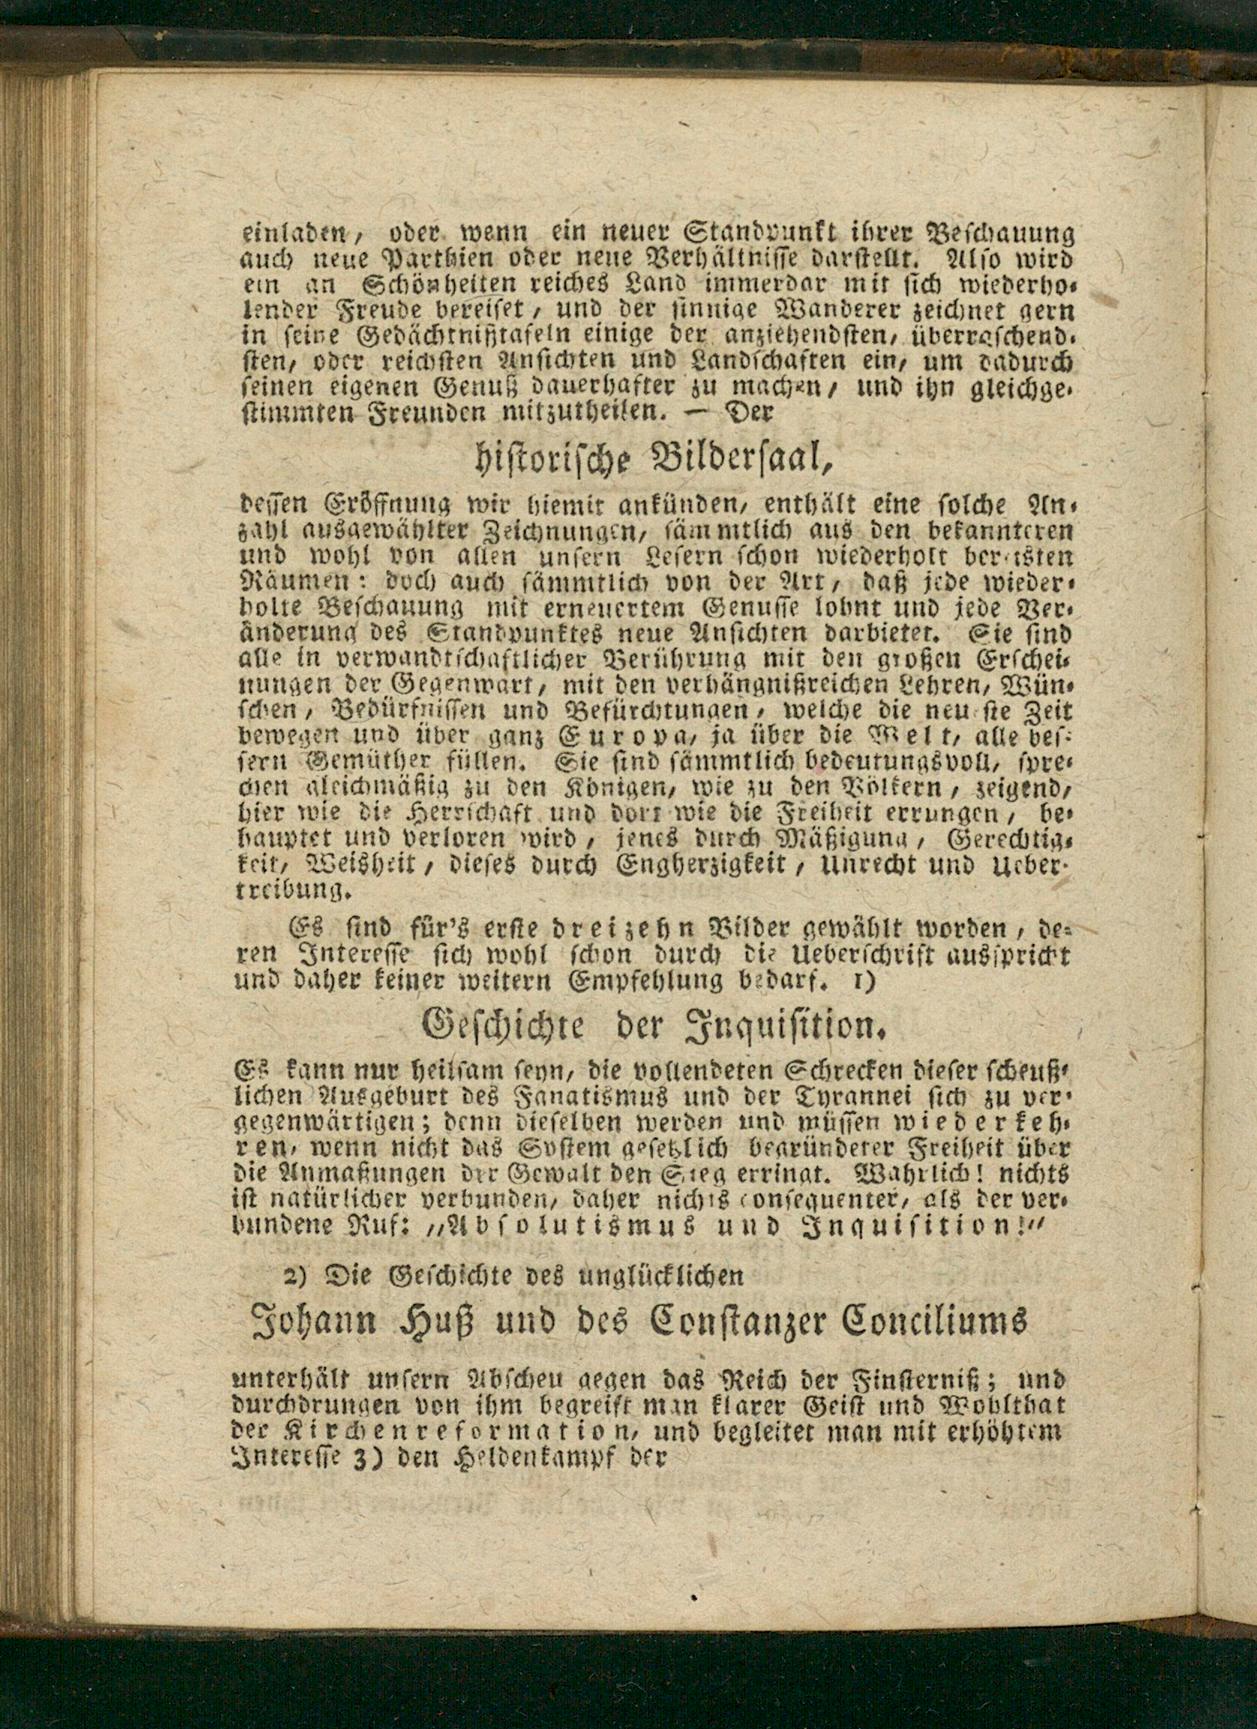 einladen, oder wenn ein neuer Standpunkt ihrer Beschauung
auch neue Parthien oder neue Verhältnisse darstellt. Also wird
ein an Schönheiten reiches Land immerdar mit sich wiederho-
lender Freude bereiset, und der sinnige Wanderer zeichnet gern
in seine Gedächtnißtafeln einige der anziehendsten, überraschend-
sten, oder reichsten Ansichten und Landschaften ein, um dadurch
seinen eigenen Genuß dauerhafter zu machen, und ihn gleichge-
stimmten Freunden mitzutheilen. — Der
historische Bildersaal,
dessen Eröffnung wir hiemit ankünden, enthält eine solche An-
zahl ausgewählter Zeichnungen, sämmtlich aus den bekannteren
und wohl von allen unsern Lesern schon wiederholt bereisten
Räumen: doch auch sämmtlich von der Art, daß jede wieder-
holte Beschauung mit erneuertem Genusse lohnt und jede Ver-
änderung des Standpunktes neue Ansichten darbietet. Sie sind
alle in verwandtschaftlicher Berührung mit den großen Erschei-
nungen der Gegenwart, mit den verhängnißreichen Lehren, Wün-
schen, Bedürfnissen und Befürchtungen, welche die neueste Zeit
bewegen und über ganz Europa, ja über die Welt, alle bes-
sern Gemüther füllen. Sie sind sämmtlich bedeutungsvoll, spre-
chen gleichmäßig zu den Königen, wie zu den Völkern, zeigend,
hier wie die Herrschaft und dort wie die Freiheit errungen, be-
hauptet und verloren wird, jenes durch Mäßigung, Gerechtig-
keit, Weisheit, dieses durch Engherzigkeit, Unrecht und Ueber-
treibung.
Es sind für's erste dreizehn Bilder gewählt worden, de-
ren Interesse sich wohl schon durch die Ueberschrift ausspricht
und daher keiner weitern Empfehlung bedarf. 1)
Geschichte der Inquisition.
Es kann nur heilsam seyn, die vollendeten Schrecken dieser scheuß-
lichen Ausgeburt des Fanatismus und der Tyrannei sich zu ver-
gegenwärtigen; denn dieselben werden und müssen wiederkeh-
ren, wenn nicht das System gesetzlich begründeter Freiheit über
die Anmaßungen der Gewalt den Sieg erringt. Wahrlich! nichts
ist natürlicher verbunden, daher nichts consequenter, als der ver-
bundene Ruf: „Absolutismus und Inquisition!“
2) Die Geschichte des unglücklichen
Johann Huß und des Constanzer Conciliums
unterhält unsern Abscheu gegen das Reich der Finsterniß; und
durchdrungen von ihm begreift man klarer Geist und Wohlthat
der Kirchenreformation, und begleitet man mit erhöhtem
Interesse 3) den Heldenkampf der